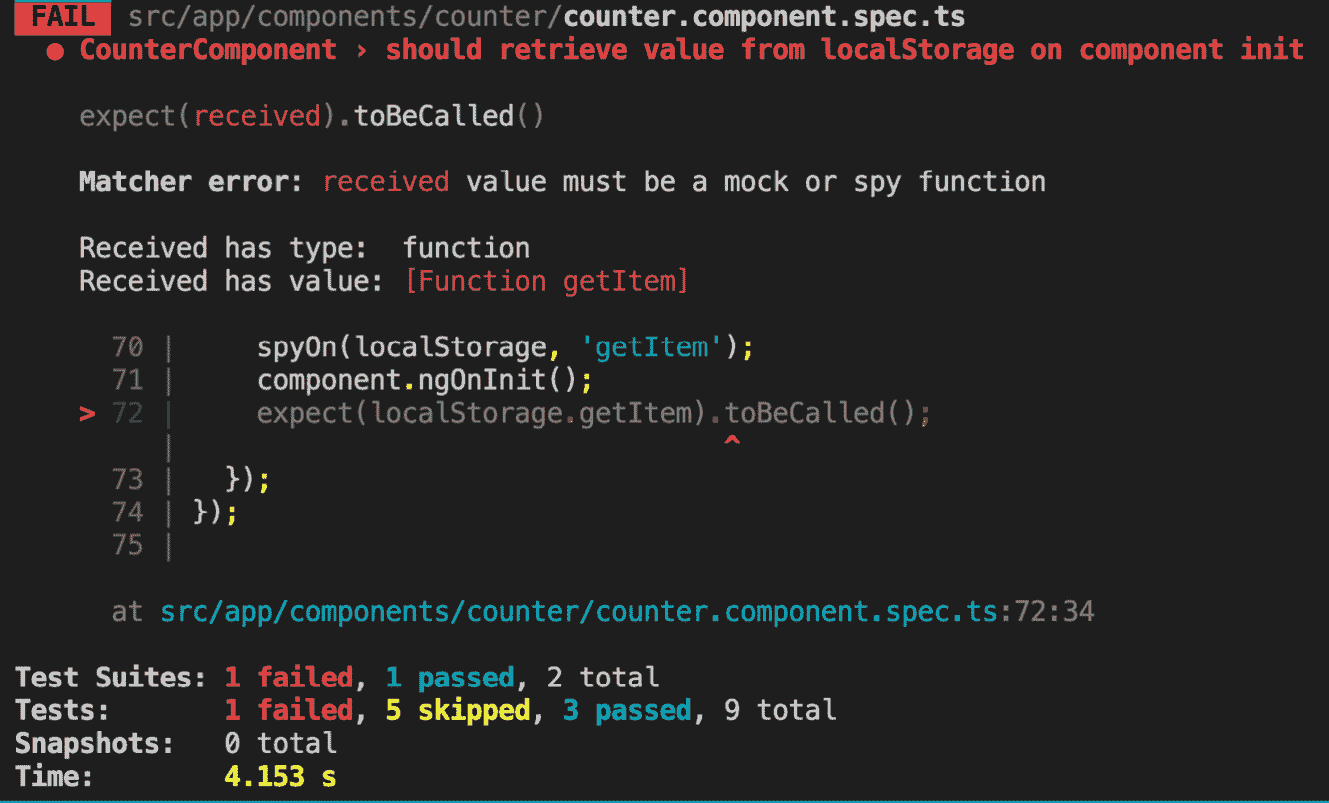 FAIL src/app/components/counter/counter.component.spec.ts
● CounterComponent › should retrieve value from localStorage on component init
expect(received).toBeCalled()
Matcher error: received value must be a mock or spy function
Received has type:  function
Received has value: [Function getItem]
70 |     spyOn(localStorage, 'getItem');
71 |     component.ngOnInit();
> 72 |     expect(localStorage.getItem).toBeCalled();
|                                  ^
73 |   });
74 | });
75 |
at src/app/components/counter/counter.component.spec.ts:72:34
Test Suites: 1 failed, 1 passed, 2 total
Tests:       1 failed, 5 skipped, 3 passed, 9 total
Snapshots:   0 total
Time:        4.153 s